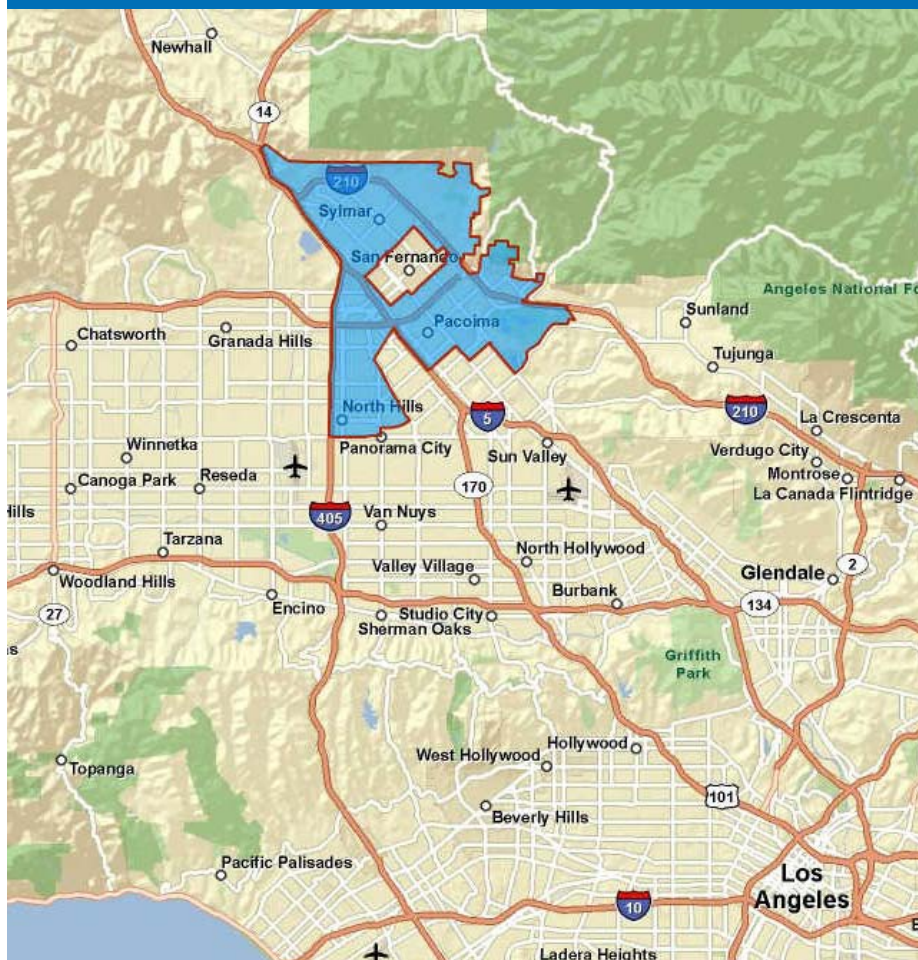 Newhall
14
210
Sylmar
San Fernando
Angeles National Fo
Sunland
Chatsworth
Granada Hills
Pacoima
Tujunga
North Hills
5
210
La Crescenta
Winnetka
Panorama City
Sun Valley
Verdugo City
Canoga Park
Reseda
170
Montrose
La Canada Flintridge
Hills
405
Van Nuys
Tarzana
North Hollywood
Valley Village
2
Woodland Hills
Glendale
Encino
Burbank
134
27
Studio City
Sherman Oaks
as
Griffith
Park
Hollywood
West Hollywood
Topanga
101
Beverly Hills
Pacific Palisades
Los
Angeles
10
Ladera Heights